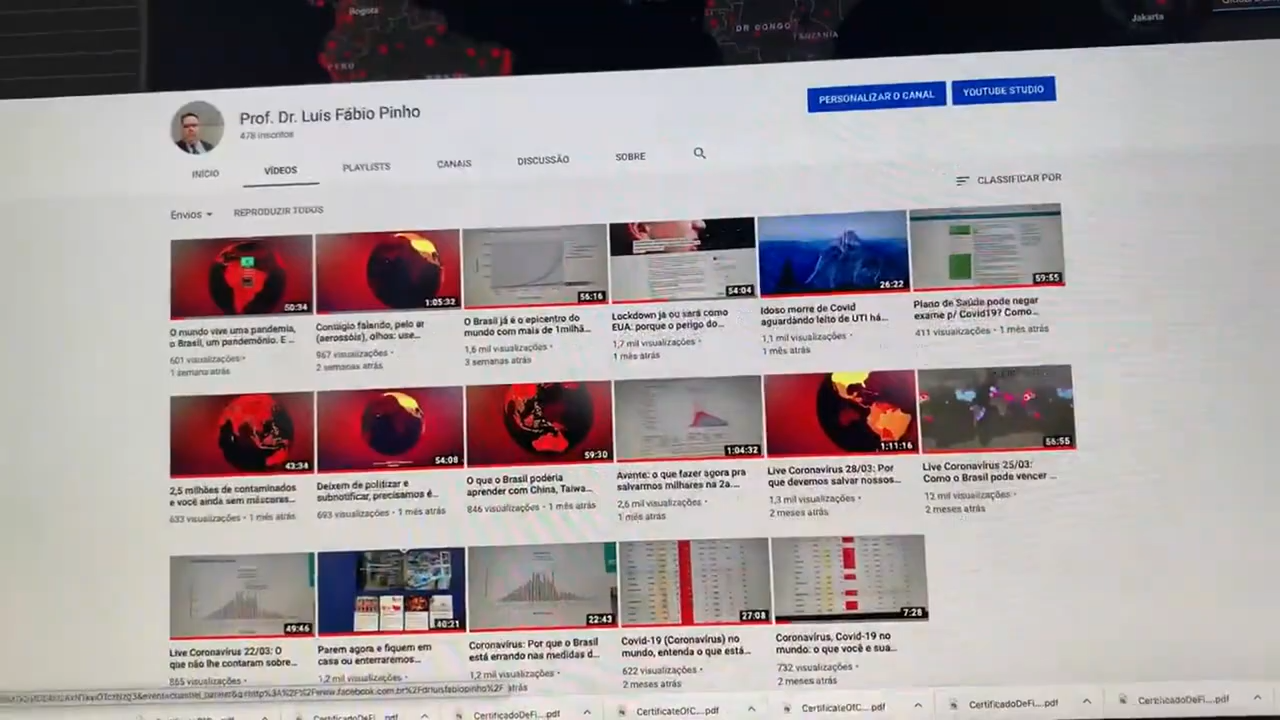 Bogota
DR CONGO
TANZANIA
Jakarta
PERU
Prof. Dr. Luis Fábio Pinho
478 inscritos
PERSONALIZAR O CANAL
YOUTUBE STUDIO
INÍCIO
VÍDEOS
PLAYLISTS
CANAIS
DISCUSSÃO
SOBRE
Envios
REPRODUZIR TODOS
CLASSIFICAR POR
50:34
1:05:32
56:16
54:04
26:22
59:55
O mundo vive uma pandemia,
o Brasil, um pandemônio. E ...
601 visualizações •
1 semana atrás
Contágio falando, pelo ar
(aerossóis), olhos: use...
967 visualizações •
2 semanas atrás
O Brasil já é o epicentro do
mundo com mais de 1milhã...
1,6 mil visualizações •
3 semanas atrás
Lockdown já ou será como
EUA: porque o perigo do...
1,7 mil visualizações •
1 mês atrás
Idoso morre de Covid
aguardando leito de UTI há...
1,1 mil visualizações •
1 mês atrás
Plano de Saúde pode negar
exame p/ Covid19? Como...
411 visualizações • 1 mês atrás
43:34
54:08
59:30
1:04:32
1:11:16
56:55
2,5 milhões de contaminados
e você ainda sem máscaras...
633 visualizações • 1 mês atrás
Deixem de politizar e
subnotificar, precisamos é...
693 visualizações • 1 mês atrás
O que o Brasil poderia
aprender com China, Taiwa...
846 visualizações • 1 mês atrás
Avante: o que fazer agora pra
salvarmos milhares na 2a....
2,6 mil visualizações •
1 mês atrás
Live Coronavírus 28/03: Por
que devemos salvar nossos...
1,3 mil visualizações •
2 meses atrás
Live Coronavírus 25/03:
Como o Brasil pode vencer ...
12 mil visualizações •
2 meses atrás
49:46
40:21
22:43
27:08
7:28
Live Coronavírus 22/03: O
que não lhe contaram sobre...
865 visualizações •
Parem agora e fiquem em
casa ou enterraremos...
1,2 mil visualizações •
Coronavírus: Por que o Brasil
está errando nas medidas d...
1,2 mil visualizações •
atrás
Covid-19 (Coronavírus) no
mundo, entenda o que está...
622 visualizações •
2 meses atrás
Coronavírus, Covid-19 no
mundo: o que você e sua...
732 visualizações •
2 meses atrás
CertificadoDeFi....pdf
CertificateOfC....pdf
CertificateOfC....pdf
CertificadoDeFi....pdf
CertificadoDeFi....pdf